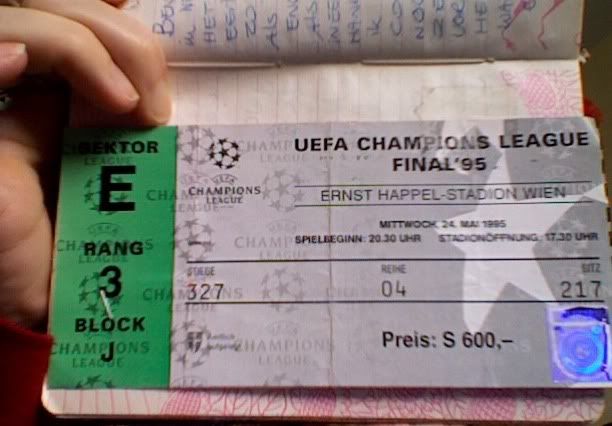 SEKTOR
E
RANG
3
BLOCK
J
CHAMPIONS
LEAGUE
UEFA CHAMPIONS LEAGUE
FINAL'95
ERNST HAPPEL-STADION WIEN
MITTWOCH, 24. MAI 1995
SPIELBEGINN: 20.30 UHR STADIONÖFFNUNG: 17.30 UHR
STIEGE REIHE SITZ
327 04 217
Preis: S 600,–